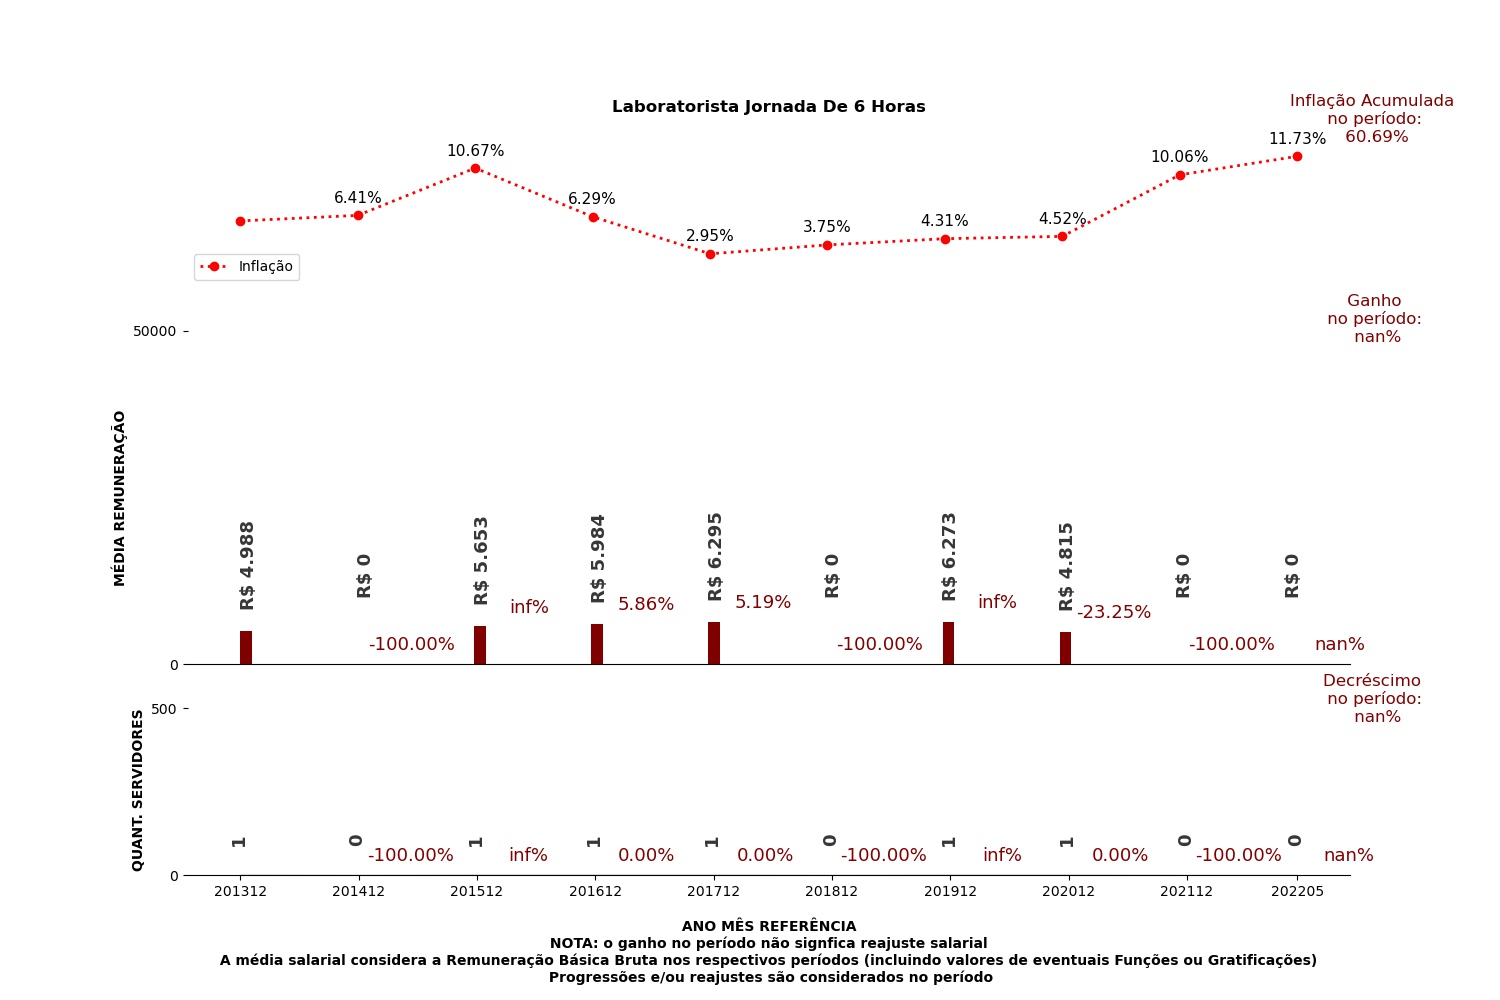 Laboratorista Jornada De 6 Horas
Inflação Acumulada
no período:
60.69%
6.41%
10.67%
6.29%
2.95%
3.75%
4.31%
4.52%
10.06%
11.73%
Inflação
Ganho
no período:
nan%
50000
0
MÉDIA REMUNERAÇÃO
R$ 4.988
R$ 0
R$ 5.653
R$ 5.984
R$ 6.295
R$ 0
R$ 6.273
R$ 4.815
R$ 0
R$ 0
-100.00%
inf%
5.86%
5.19%
-100.00%
inf%
-23.25%
-100.00%
nan%
Decréscimo
no período:
nan%
500
0
QUANT. SERVIDORES
1
0
1
1
1
0
1
1
0
0
-100.00%
inf%
0.00%
0.00%
-100.00%
inf%
0.00%
-100.00%
nan%
201312
201412
201512
201612
201712
201812
201912
202012
202112
202205
ANO MÊS REFERÊNCIA
NOTA: o ganho no período não signfica reajuste salarial
A média salarial considera a Remuneração Básica Bruta nos respectivos períodos (incluindo valores de eventuais Funções ou Gratificações)
Progressões e/ou reajustes são considerados no período